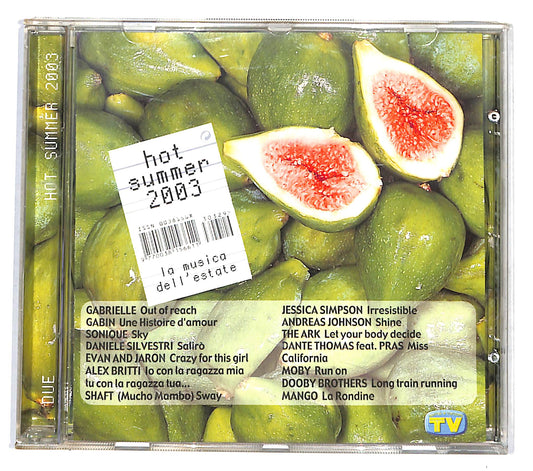 HOT SUMMER 2003
DUE
hot
summer
2003
la musica
dell'estate
GABRIELLE Out of reach
GABIN Une Histoire d'amour
SONIQUE Sky
DANIELE SILVESTRI Salirò
EVAN AND JARON Crazy for this girl
ALEX BRITTI Io con la ragazza mia
tu con la ragazza tua...
SHAFT (Mucho Mambo) Sway
JESSICA SIMPSON Irresistible
ANDREAS JOHNSON Shine
THE ARK Let your body decide
DANTE THOMAS feat. PRAS Miss
California
MOBY Run on
DOOBY BROTHERS Long train running
MANGO La Rondine
TV